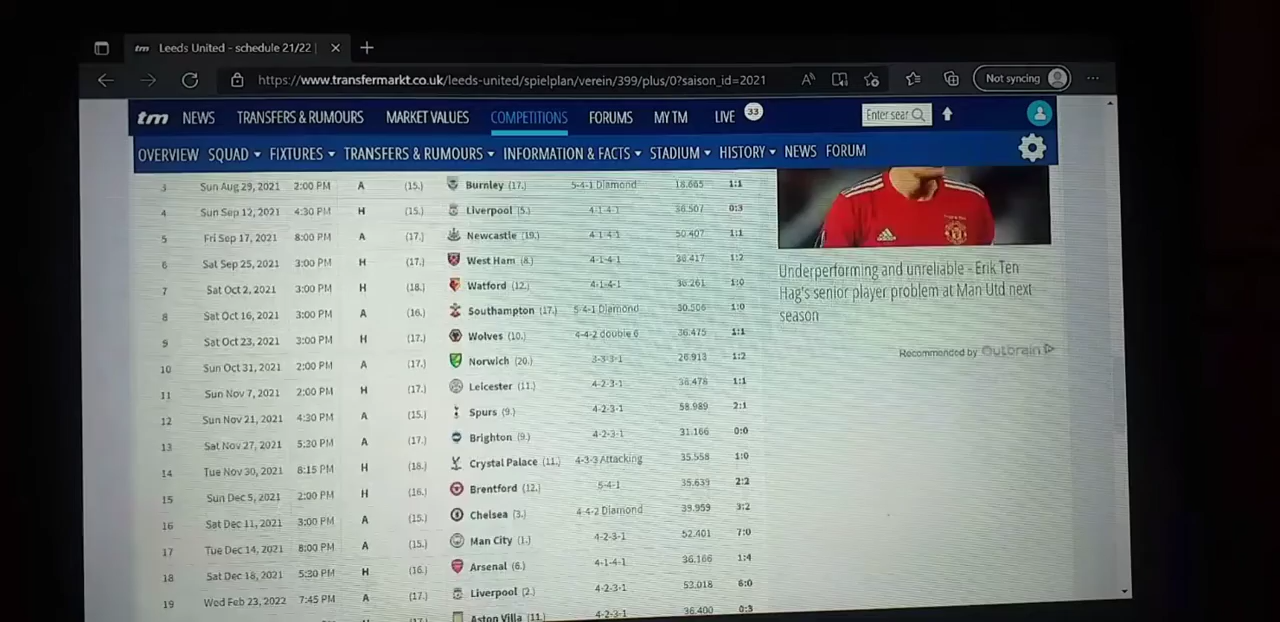 tm Leeds United - schedule 21/22 |
https://www.transfermarkt.co.uk/leeds-united/spielplan/verein/399/plus/0?saison_id=2021
Not syncing
tm NEWS TRANSFERS & RUMOURS MARKET VALUES COMPETITIONS FORUMS MY TM LIVE 33 Enter sear
OVERVIEW SQUAD FIXTURES TRANSFERS & RUMOURS INFORMATION & FACTS STADIUM HISTORY NEWS FORUM
3 Sun Aug 29, 2021 2:00 PM A (15.) Burnley (17.) 5-4-1 Diamond 18.665 1:1
4 Sun Sep 12, 2021 4:30 PM H (15.) Liverpool (5.) 4-1-4-1 36.507 0:3
5 Fri Sep 17, 2021 8:00 PM A (17.) Newcastle (19.) 4-1-4-1 50.407 1:1
6 Sat Sep 25, 2021 3:00 PM H (17.) West Ham (8.) 4-1-4-1 36.417 1:2
7 Sat Oct 2, 2021 3:00 PM H (18.) Watford (12.) 4-1-4-1 36.261 1:0
8 Sat Oct 16, 2021 3:00 PM A (16.) Southampton (17.) 5-4-1 Diamond 30.506 1:0
9 Sat Oct 23, 2021 3:00 PM H (17.) Wolves (10.) 4-4-2 double 6 36.475 1:1
10 Sun Oct 31, 2021 2:00 PM A (17.) Norwich (20.) 3-3-3-1 26.913 1:2
11 Sun Nov 7, 2021 2:00 PM H (17.) Leicester (11.) 4-2-3-1 36.478 1:1
12 Sun Nov 21, 2021 4:30 PM A (15.) Spurs (9.) 4-2-3-1 58.989 2:1
13 Sat Nov 27, 2021 5:30 PM A (17.) Brighton (9.) 4-2-3-1 31.166 0:0
14 Tue Nov 30, 2021 8:15 PM H (18.) Crystal Palace (11.) 4-3-3 Attacking 35.558 1:0
15 Sun Dec 5, 2021 2:00 PM H (16.) Brentford (12.) 5-4-1 35.639 2:2
16 Sat Dec 11, 2021 3:00 PM A (15.) Chelsea (3.) 4-4-2 Diamond 39.959 3:2
17 Tue Dec 14, 2021 8:00 PM A (15.) Man City (1.) 4-2-3-1 52.401 7:0
18 Sat Dec 18, 2021 5:30 PM H (16.) Arsenal (6.) 4-1-4-1 36.166 1:4
19 Wed Feb 23, 2022 7:45 PM A (17.) Liverpool (2.) 4-2-3-1 53.018 6:0
Aston Villa (11.) 4-2-3-1 36.400 0:3
Underperforming and unreliable - Erik Ten
Hag's senior player problem at Man Utd next
season
Recommended by Outbrain